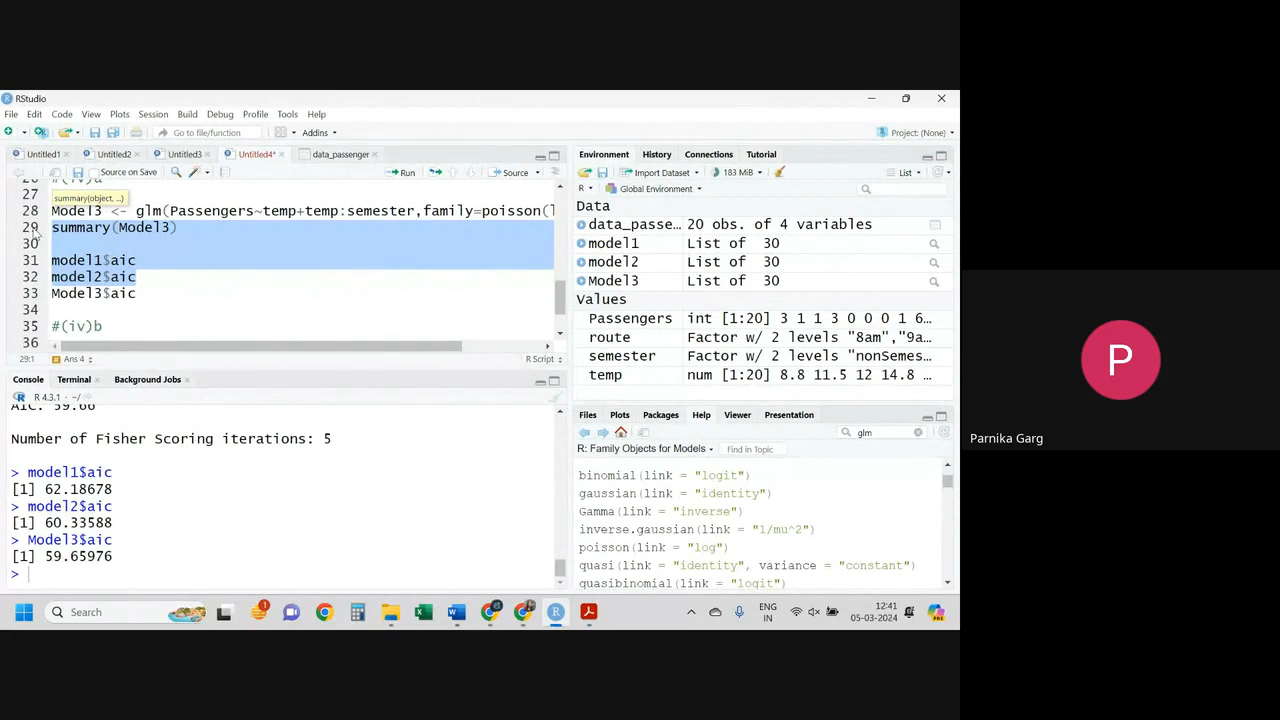 RStudio
File Edit Code View Plots Session Build Debug Profile Tools Help
Go to file/function Addins Project: (None)
Untitled1 Untitled2 Untitled3 Untitled4* data_passenger
Source on Save Run Source
26 #(iv)a
27
summary(object, ...)
28 Model3 <- glm(Passengers~temp+temp:semester,family=poisson(l
29 summary(Model3)
30
31 model1$aic
32 model2$aic
33 Model3$aic
34
35 #(iv)b
36
29:1 Ans 4 R Script
Console Terminal Background Jobs
R 4.3.1 · ~/
AIC: 59.66
Number of Fisher Scoring iterations: 5
> model1$aic
[1] 62.18678
> model2$aic
[1] 60.33588
> Model3$aic
[1] 59.65976
>
Environment History Connections Tutorial
Import Dataset 183 MiB List
R Global Environment
Data
data_passe… 20 obs. of 4 variables
model1 List of 30
model2 List of 30
Model3 List of 30
Values
Passengers int [1:20] 3 1 1 3 0 0 0 1 6…
route Factor w/ 2 levels "8am","9a…
semester Factor w/ 2 levels "nonSemes…
temp num [1:20] 8.8 11.5 12 14.8 …
Files Plots Packages Help Viewer Presentation
glm
R: Family Objects for Models Find in Topic
binomial(link = "logit")
gaussian(link = "identity")
Gamma(link = "inverse")
inverse.gaussian(link = "1/mu^2")
poisson(link = "log")
quasi(link = "identity", variance = "constant")
quasibinomial(link = "logit")
Search
1
ENG
IN
12:41
05-03-2024
P
Parnika Garg